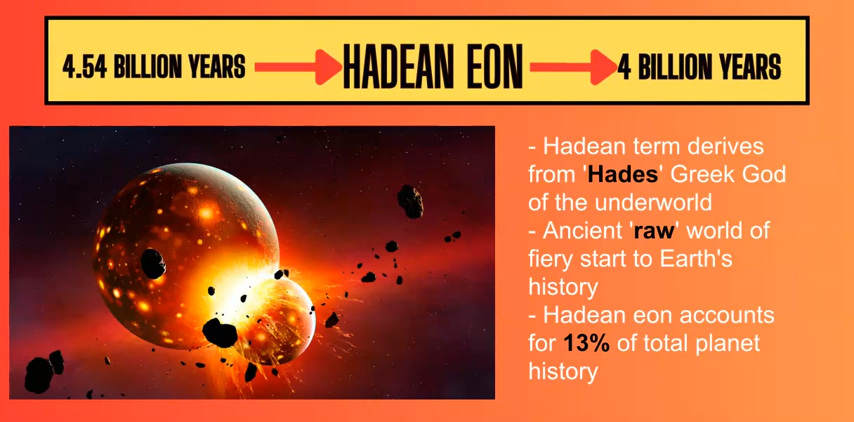 4.54 BILLION YEARS HADEAN EON 4 BILLION YEARS
- Hadean term derives
from 'Hades' Greek God
of the underworld
- Ancient 'raw' world of
fiery start to Earth's
history
- Hadean eon accounts
for 13% of total planet
history